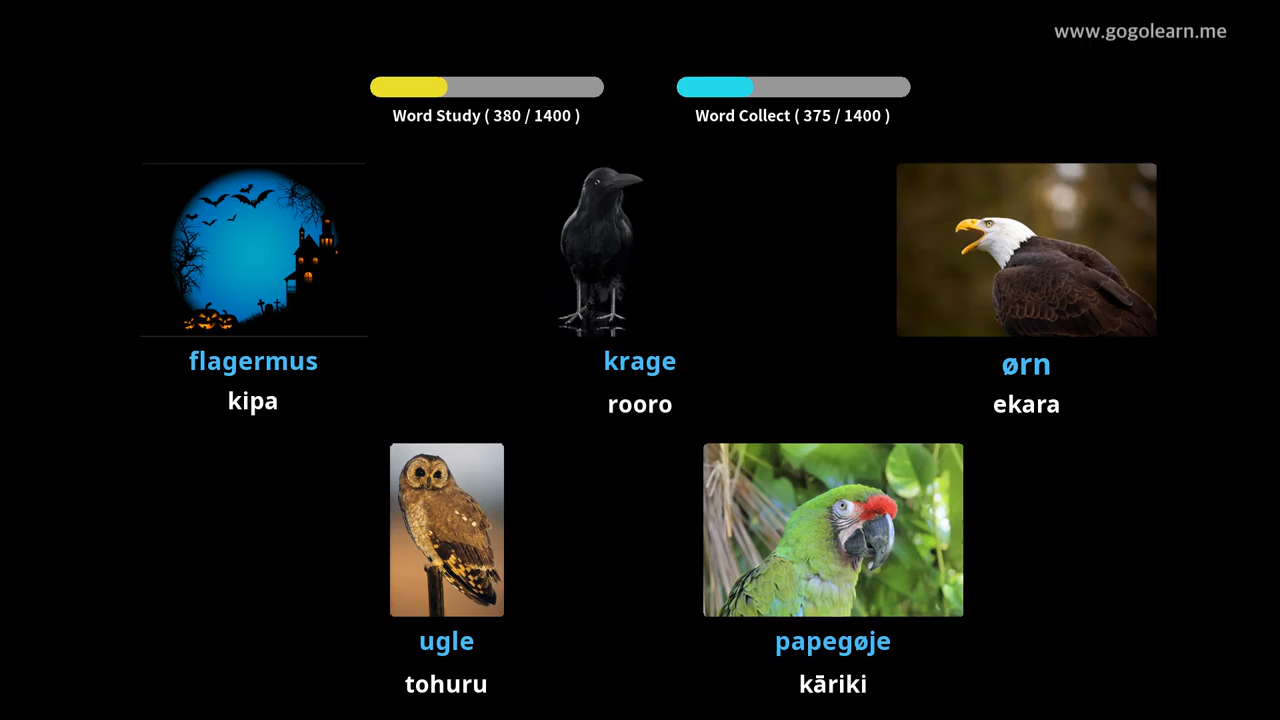 www.gogolearn.me
Word Study ( 380 / 1400 )
Word Collect ( 375 / 1400 )
flagermus
kipa
krage
rooro
ørn
ekara
ugle
tohuru
papegøje
kāriki